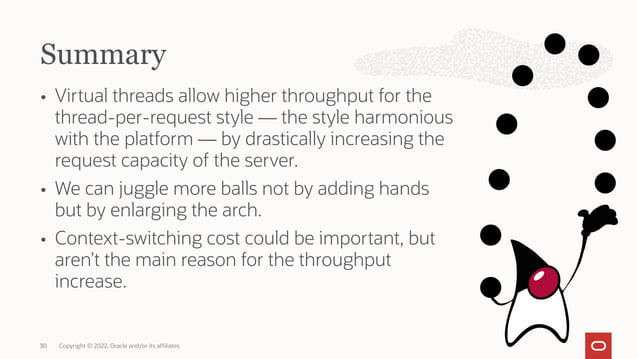 Summary
• Virtual threads allow higher throughput for the
thread-per-request style — the style harmonious
with the platform — by drastically increasing the
request capacity of the server.
• We can juggle more balls not by adding hands
but by enlarging the arch.
• Context-switching cost could be important, but
aren’t the main reason for the throughput
increase.
30 Copyright © 2022, Oracle and/or its affiliates